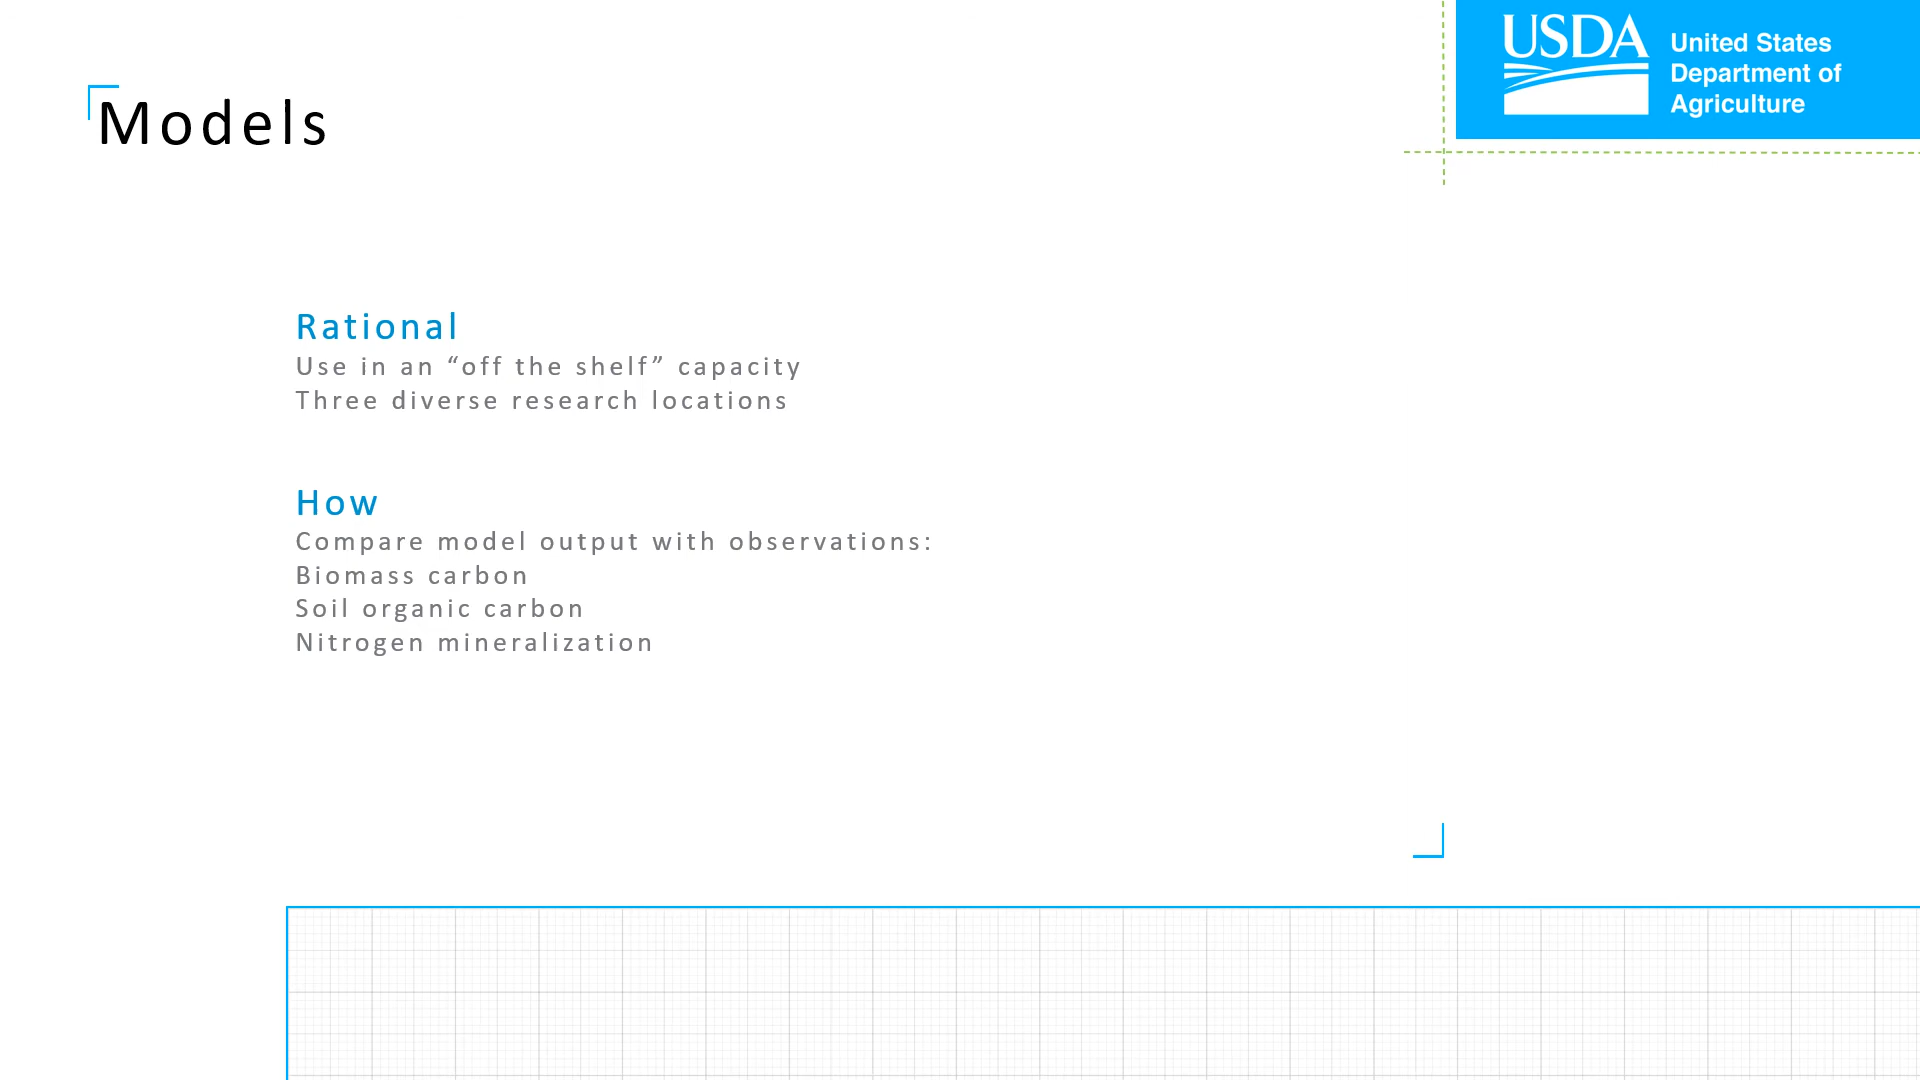 USDA
United States
Department of
Agriculture
Models
Rational
Use in an “off the shelf” capacity
Three diverse research locations
How
Compare model output with observations:
Biomass carbon
Soil organic carbon
Nitrogen mineralization